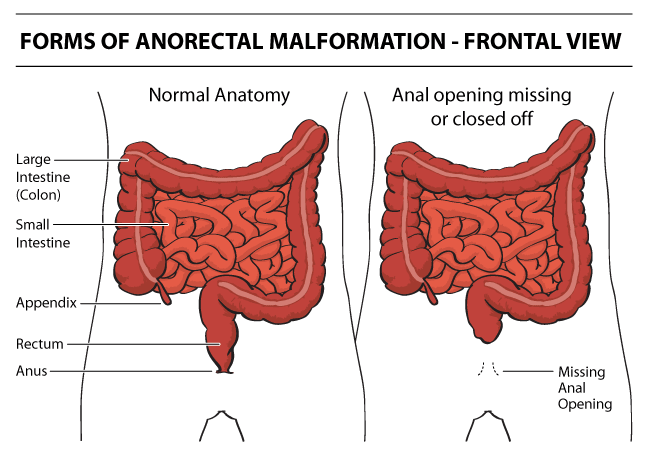 FORMS OF ANORECTAL MALFORMATION - FRONTAL VIEW
Normal Anatomy
Anal opening missing
or closed off
Large
Intestine
(Colon)
Small
Intestine
Appendix
Rectum
Anus
Missing
Anal
Opening